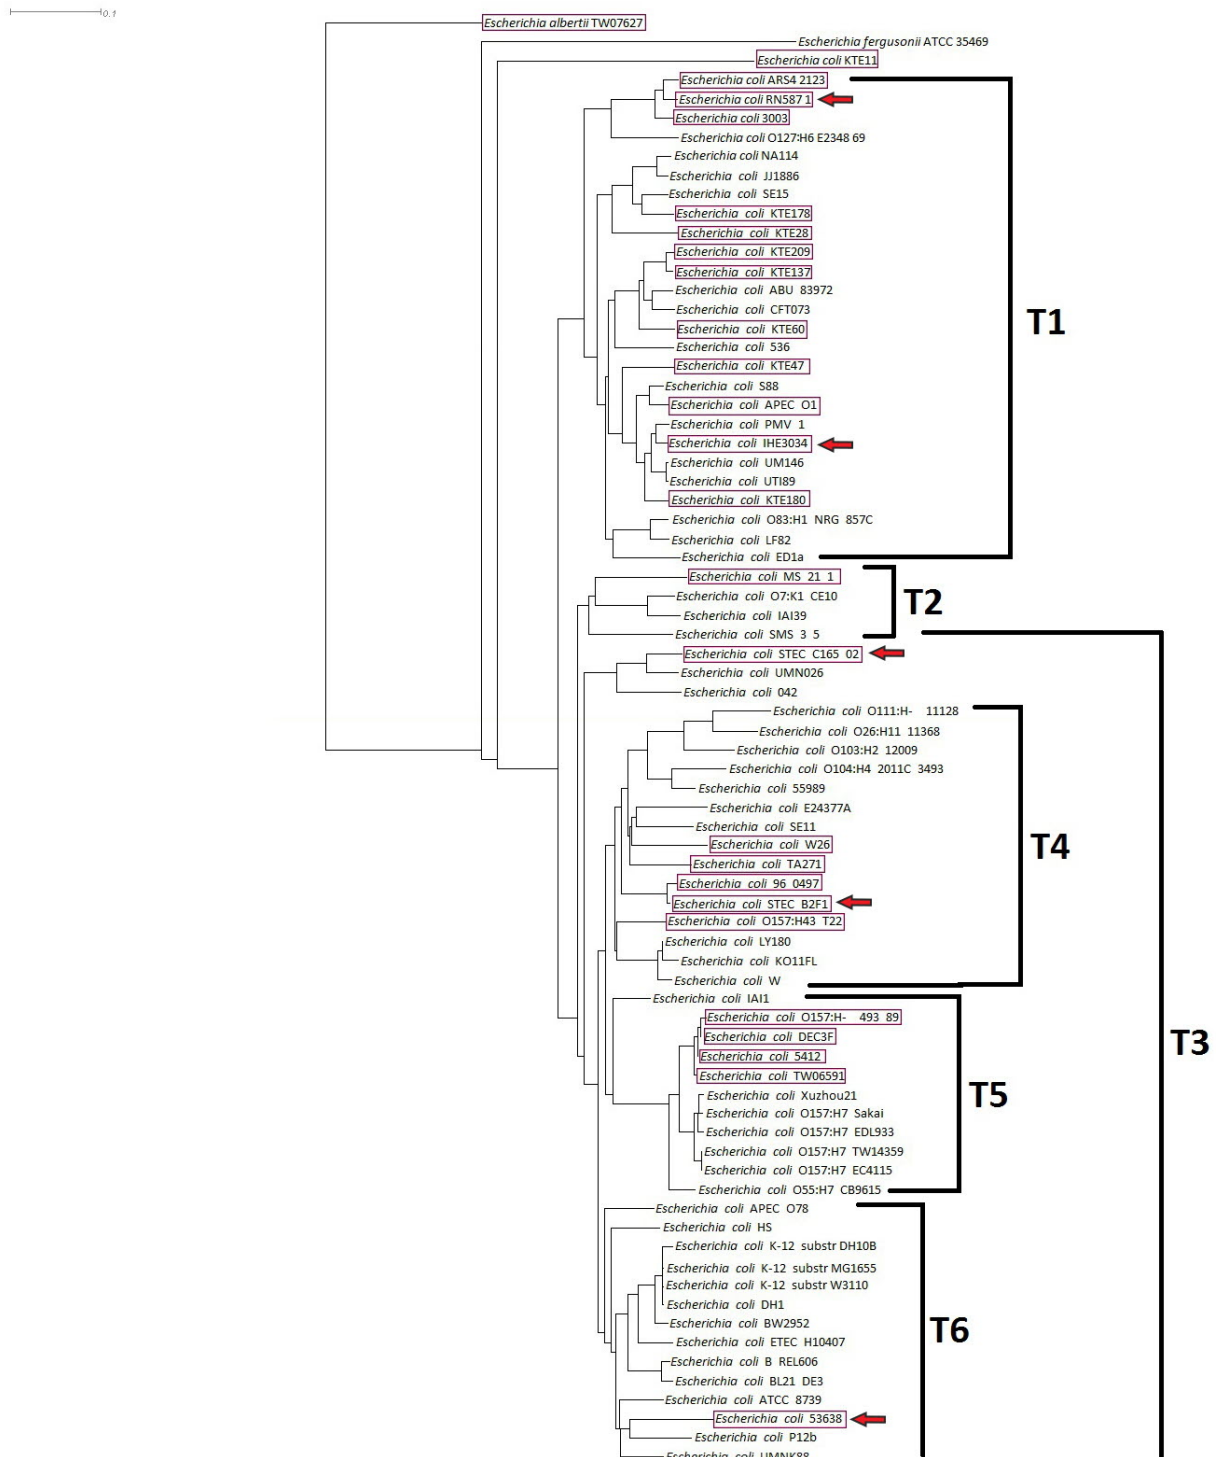 0.1
Escherichia albertii TW07627
Escherichia fergusonii ATCC 35469
Escherichia coli KTE11
Escherichia coli ARS4 2123
Escherichia coli RN587 1
Escherichia coli 3003
Escherichia coli O127:H6 E2348 69
Escherichia coli NA114
Escherichia coli JJ1886
Escherichia coli SE15
Escherichia coli KTE178
Escherichia coli KTE28
Escherichia coli KTE209
Escherichia coli KTE137
Escherichia coli ABU 83972
Escherichia coli CFT073
T1
Escherichia coli KTE60
Escherichia coli 536
Escherichia coli KTE47
Escherichia coli S88
Escherichia coli APEC O1
Escherichia coli PMV 1
Escherichia coli IHE3034
Escherichia coli UM146
Escherichia coli UTI89
Escherichia coli KTE180
Escherichia coli O83:H1 NRG 857C
Escherichia coli LF82
Escherichia coli ED1a
Escherichia coli MS 21 1
Escherichia coli O7:K1 CE10
T2
Escherichia coli IAI39
Escherichia coli SMS 3 5
Escherichia coli STEC C165 02
Escherichia coli UMN026
Escherichia coli 042
Escherichia coli O111:H- 11128
Escherichia coli O26:H11 11368
Escherichia coli O103:H2 12009
Escherichia coli O104:H4 2011C 3493
Escherichia coli 55989
Escherichia coli E24377A
Escherichia coli SE11
Escherichia coli W26
T4
Escherichia coli TA271
Escherichia coli 96 0497
Escherichia coli STEC B2F1
Escherichia coli O157:H43 T22
Escherichia coli LY180
Escherichia coli KO11FL
Escherichia coli W
Escherichia coli IAI1
Escherichia coli O157:H- 493 89
Escherichia coli DEC3F
T3
Escherichia coli 5412
Escherichia coli TW06591
Escherichia coli Xuzhou21
T5
Escherichia coli O157:H7 Sakai
Escherichia coli O157:H7 EDL933
Escherichia coli O157:H7 TW14359
Escherichia coli O157:H7 EC4115
Escherichia coli O55:H7 CB9615
Escherichia coli APEC O78
Escherichia coli HS
Escherichia coli K-12 substr DH10B
Escherichia coli K-12 substr MG1655
Escherichia coli K-12 substr W3110
Escherichia coli DH1
Escherichia coli BW2952
T6
Escherichia coli ETEC H10407
Escherichia coli B REL606
Escherichia coli BL21 DE3
Escherichia coli ATCC 8739
Escherichia coli 53638
Escherichia coli P12b
Escherichia coli UMNK88